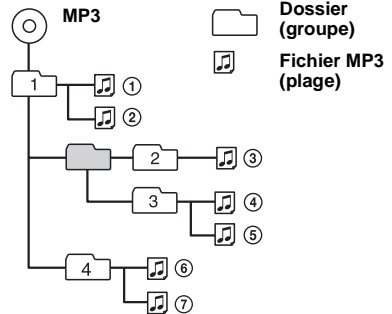 MP3
Dossier
(groupe)
Fichier MP3
(plage)
1
①
②
2
③
3
④
⑤
4
⑥
⑦